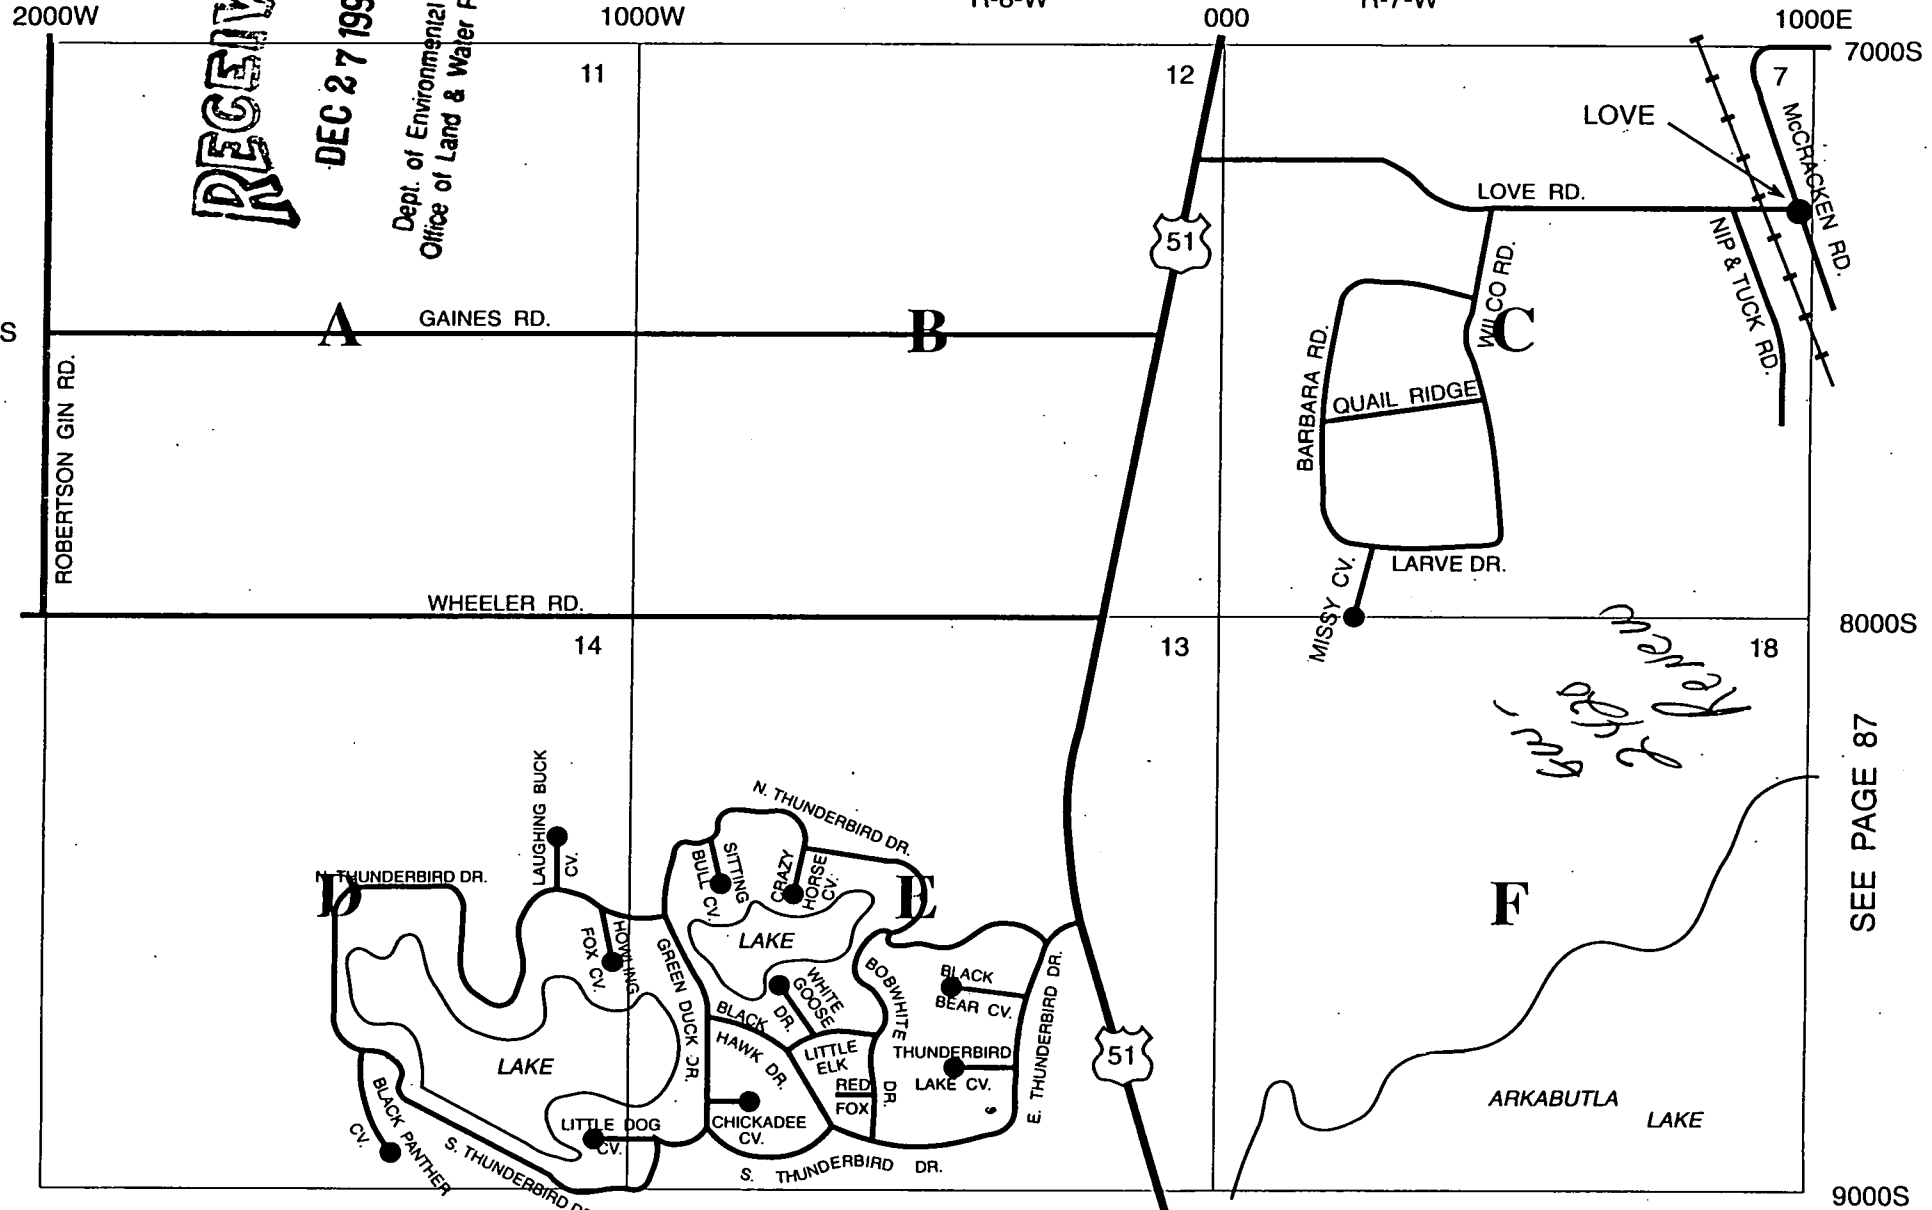 2000W
1000W
R-8-W
000
R-7-W
1000E
7000S
DEC 27 199
Dept. of Environmental
Office of Land & Water
11
12
7
LOVE
McCRACKEN RD.
LOVE RD.
51
NIP & TUCK RD.
WILCO RD.
A
GAINES RD.
B
C
S
BARBARA RD.
QUAIL RIDGE
ROBERTSON GIN RD.
LARVE DR.
MISSY CV.
WHEELER RD.
8000S
14
13
18
SEE PAGE 87
LAUGHING BUCK
CV.
N. THUNDERBIRD DR.
N. THUNDERBIRD DR.
SITTING
BULL CV.
CRAZY
HORSE
CV.
D
E
F
HOWLING
FOX CV.
LAKE
GREEN DUCK DR.
WHITE
GOOSE
DR.
BOBWHITE
DR.
BLACK
BEAR CV.
E. THUNDERBIRD DR.
BLACK
HAWK DR.
LITTLE
ELK
THUNDERBIRD
LAKE CV.
51
LAKE
RED
FOX
CHICKADEE
CV.
LITTLE DOG
CV.
BLACK PANTHER
CV.
S. THUNDERBIRD DR.
S. THUNDERBIRD DR.
ARKABUTLA
LAKE
9000S